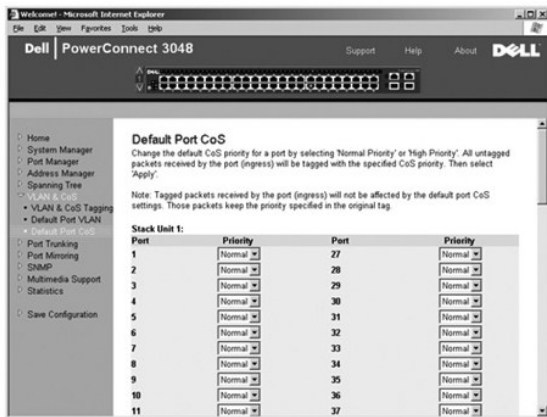 Welcome! - Microsoft Internet Explorer
File Edit View Favorites Tools Help
Dell PowerConnect 3048
Support Help About DELL
Home
System Manager
Port Manager
Address Manager
Spanning Tree
VLAN & CoS
VLAN & CoS Tagging
Default Port VLAN
Default Port CoS
Port Trunking
Port Mirroring
SNMP
Multimedia Support
Statistics
Save Configuration
Default Port CoS
Change the default CoS priority for a port by selecting 'Normal Priority' or 'High Priority'. All untagged
packets received by the port (ingress) will be tagged with the specified CoS priority. Then select
'Apply'.
Note: Tagged packets received by the port (ingress) will not be affected by the default port CoS
settings. Those packets keep the priority specified in the original tag.
Stack Unit 1:
Port Priority Port Priority
1 Normal 27 Normal
2 Normal 28 Normal
3 Normal 29 Normal
4 Normal 30 Normal
5 Normal 31 Normal
6 Normal 32 Normal
7 Normal 33 Normal
8 Normal 34 Normal
9 Normal 35 Normal
10 Normal 36 Normal
11 Normal 37 Normal